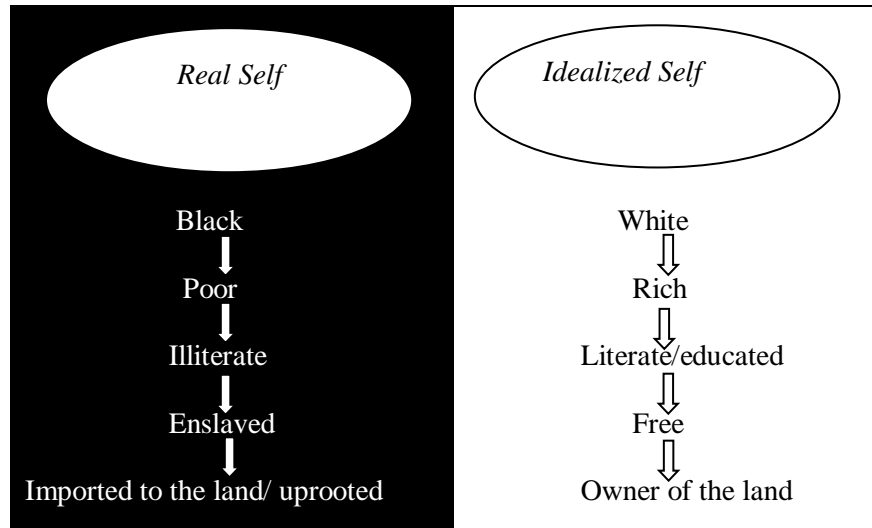 Real Self
Black
Poor
Illiterate
Enslaved
Imported to the land/ uprooted
Idealized Self
White
Rich
Literate/educated
Free
Owner of the land